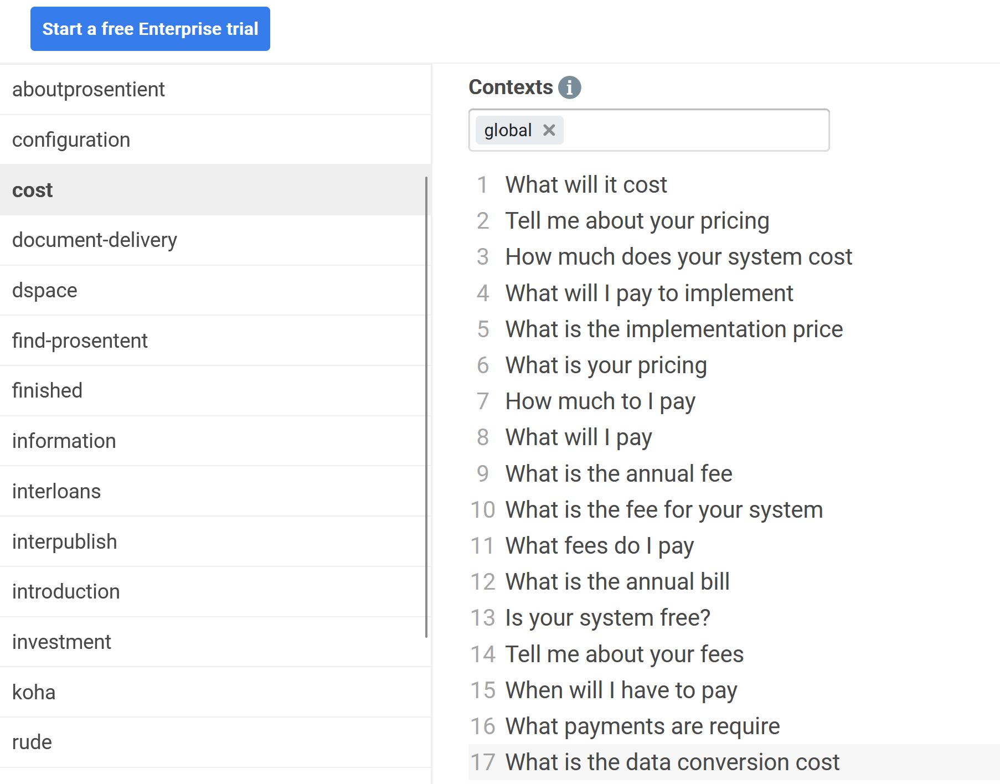 Start a free Enterprise trial
aboutprosentient
configuration
cost
document-delivery
dspace
find-prosentent
finished
information
interloans
interpublish
introduction
investment
koha
rude
Contexts
global
1 What will it cost
2 Tell me about your pricing
3 How much does your system cost
4 What will I pay to implement
5 What is the implementation price
6 What is your pricing
7 How much to I pay
8 What will I pay
9 What is the annual fee
10 What is the fee for your system
11 What fees do I pay
12 What is the annual bill
13 Is your system free?
14 Tell me about your fees
15 When will I have to pay
16 What payments are require
17 What is the data conversion cost